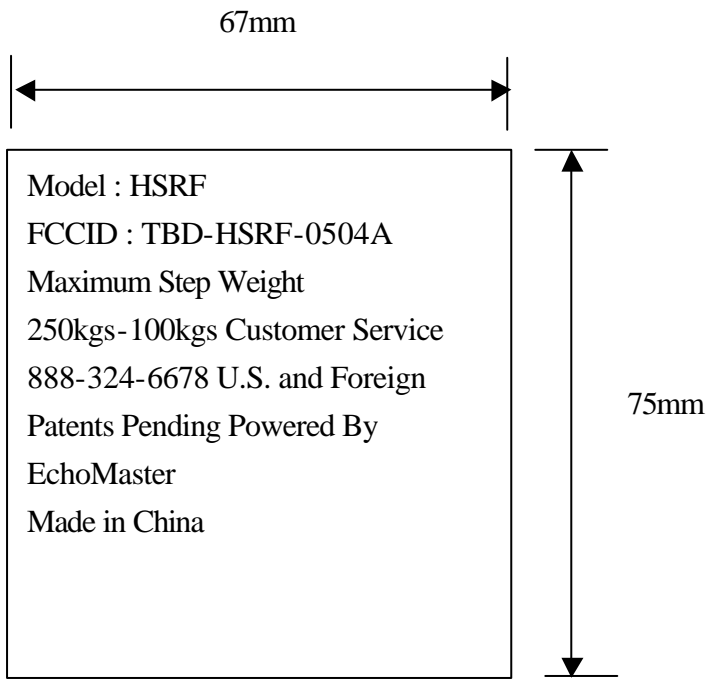 67mm
Model : HSRF
FCCID : TBD-HSRF-0504A
Maximum Step Weight
250kgs-100kgs Customer Service
888-324-6678 U.S. and Foreign
Patents Pending Powered By
EchoMaster
Made in China
75mm